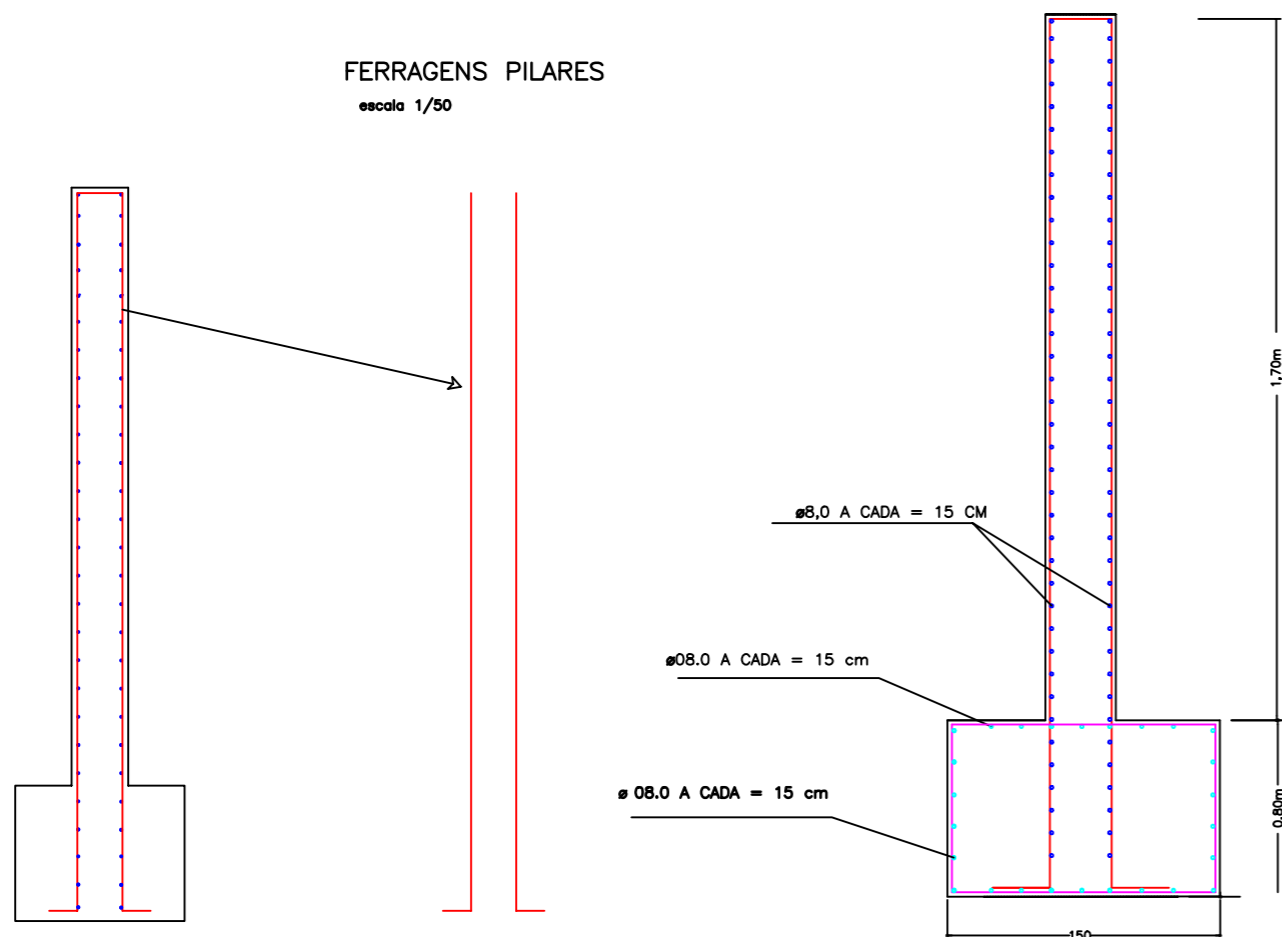 FERRAGENS PILARES
escala 1/50
1,70m
ø8,0 A CADA = 15 CM
ø08.0 A CADA = 15 cm
ø 08.0 A CADA = 15 cm
0.80m
150